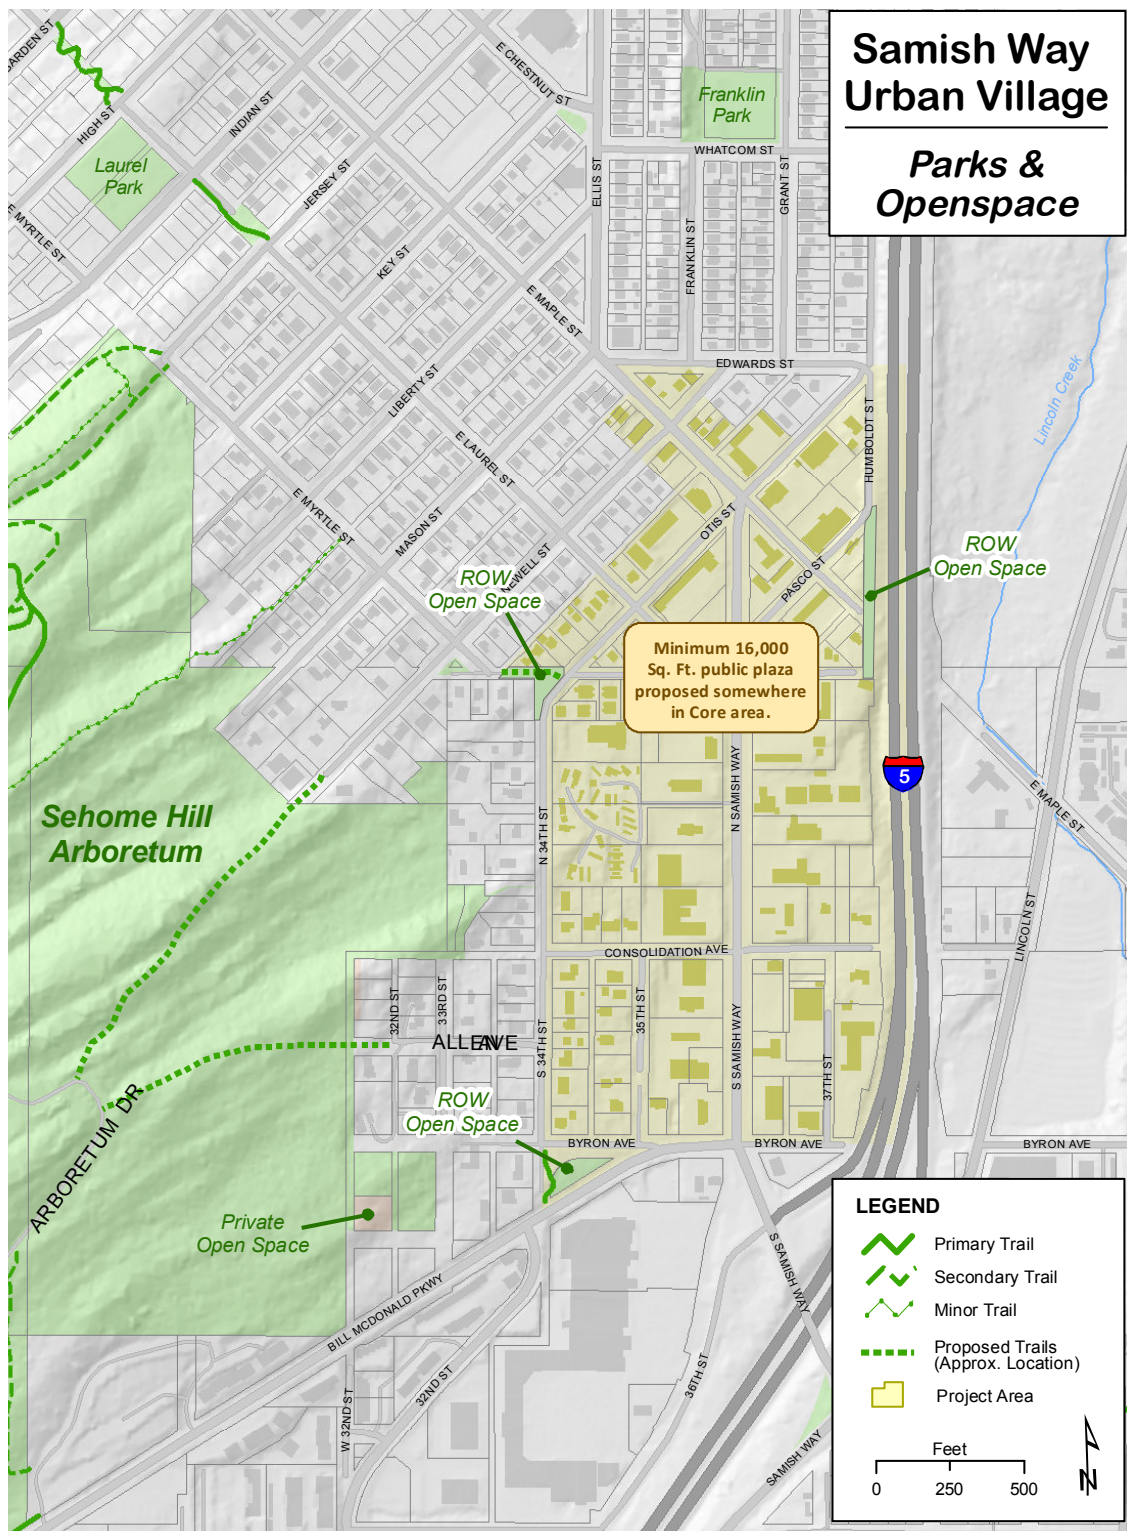 Samish Way
Urban Village
Parks &
Openspace
GARDEN ST
HIGH ST
INDIAN ST
E CHESTNUT ST
Franklin
Park
WHATCOM ST
Laurel
Park
JERSEY ST
ELLIS ST
GRANT ST
E MYRTLE ST
KEY ST
FRANKLIN ST
E MAPLE ST
EDWARDS ST
LIBERTY ST
Lincoln Creek
HUMBOLDT ST
E LAUREL ST
E MYRTLE ST
MASON ST
OTIS ST
NEWELL ST
PASCO ST
ROW
Open Space
ROW
Open Space
Minimum 16,000
Sq. Ft. public plaza
proposed somewhere
in Core area.
5
N SAMISH WAY
E MAPLE ST
Sehome Hill
Arboretum
N 34TH ST
LINCOLN ST
CONSOLIDATION AVE
32ND ST
33RD ST
35TH ST
ALLEN AVE
S 34TH ST
S SAMISH WAY
37TH ST
ARBORETUM DR
ROW
Open Space
BYRON AVE
BYRON AVE
BYRON AVE
Private
Open Space
S SAMISH WAY
BILL MCDONALD PKWY
32ND ST
W 32ND ST
36TH ST
SAMISH WAY
LEGEND
Primary Trail
Secondary Trail
Minor Trail
Proposed Trails
(Approx. Location)
Project Area
Feet
0 250 500
N